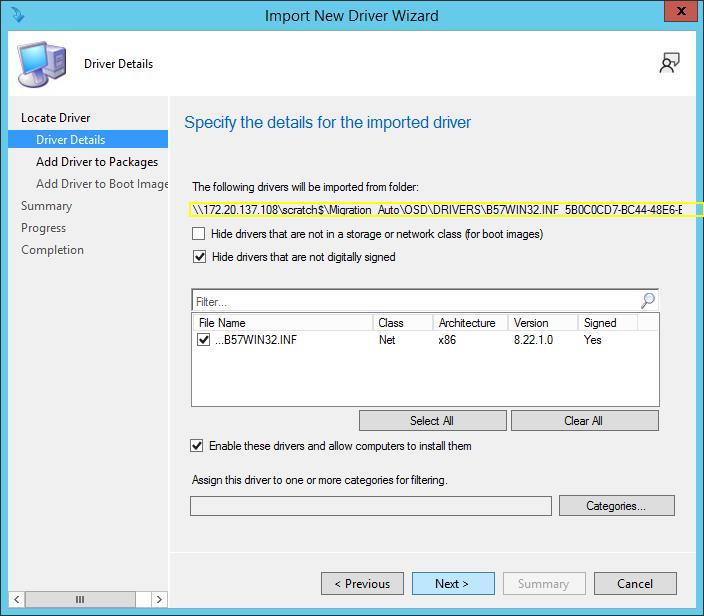 Import New Driver Wizard
X
Driver Details
Locate Driver
Driver Details
Add Driver to Packages
Add Driver to Boot Image
Summary
Progress
Completion
Specify the details for the imported driver
The following drivers will be imported from folder:
\\172.20.137.108\scratch$\Migration_Auto\OSD\DRIVERS\B57WIN32.INF_5B0C0CD7-BC44-48E6-E
Hide drivers that are not in a storage or network class (for boot images)
Hide drivers that are not digitally signed
Filter...
File Name Class Architecture Version Signed
...B57WIN32.INF Net x86 8.22.1.0 Yes
Select All Clear All
Enable these drivers and allow computers to install them
Assign this driver to one or more categories for filtering.
Categories...
< Previous Next > Summary Cancel